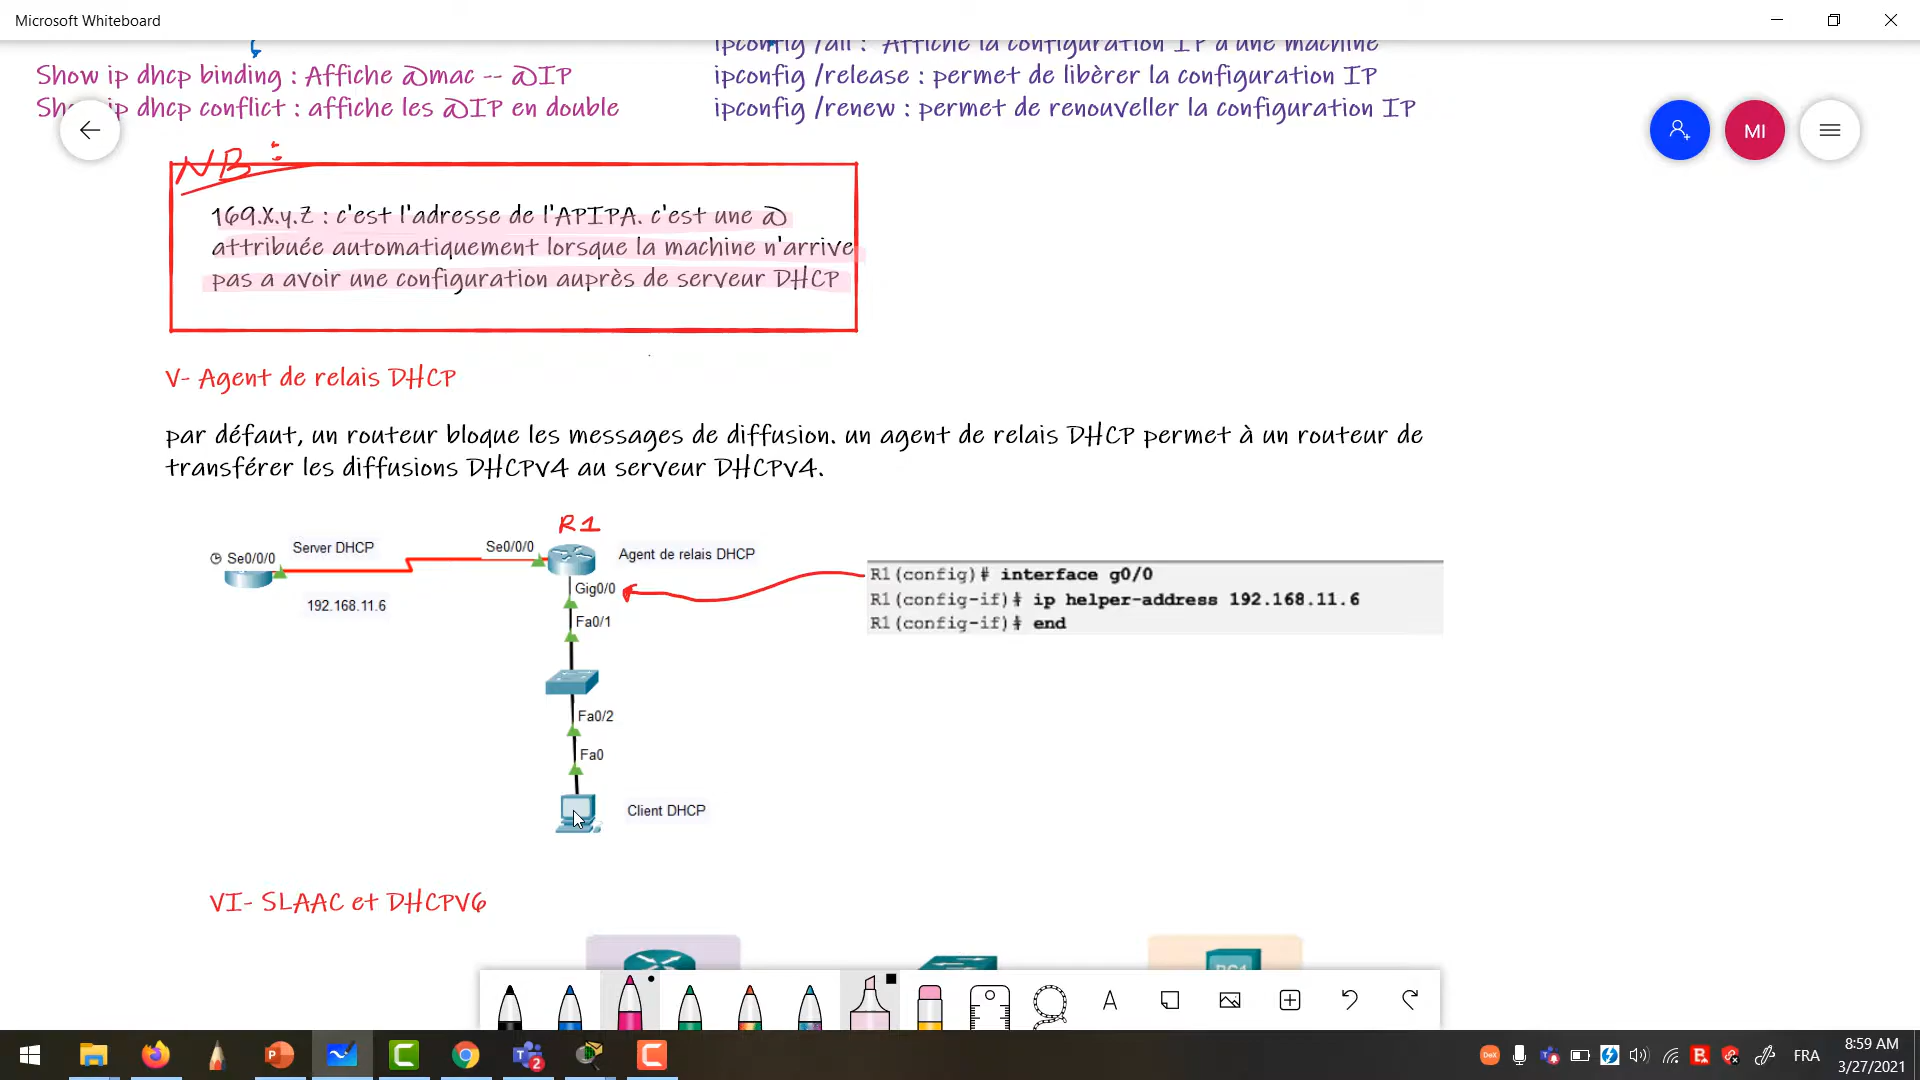 Microsoft Whiteboard
ipconfig /all : Affiche la configuration IP d'une machine
Show ip dhcp binding : Affiche @mac -- @IP
ipconfig /release : permet de libèrer la configuration IP
ip dhcp conflict : affiche les @IP en double
ipconfig /renew : permet de renouveller la configuration IP
MI
NB :
169.X.y.Z : c'est l'adresse de l'APIPA. c'est une @
attribuée automatiquement lorsque la machine n'arrive
pas a avoir une configuration auprès de serveur DHCP
V- Agent de relais DHCP
par défaut, un routeur bloque les messages de diffusion. un agent de relais DHCP permet à un routeur de
transférer les diffusions DHCPv4 au serveur DHCPv4.
R1
Server DHCP
Se0/0/0
Se0/0/0
Agent de relais DHCP
192.168.11.6
Gig0/0
Fa0/1
R1(config)# interface g0/0
R1(config-if)# ip helper-address 192.168.11.6
R1(config-if)# end
Fa0/2
Fa0
Client DHCP
VI- SLAAC et DHCPV6
PC1
8:59 AM
FRA
3/27/2021